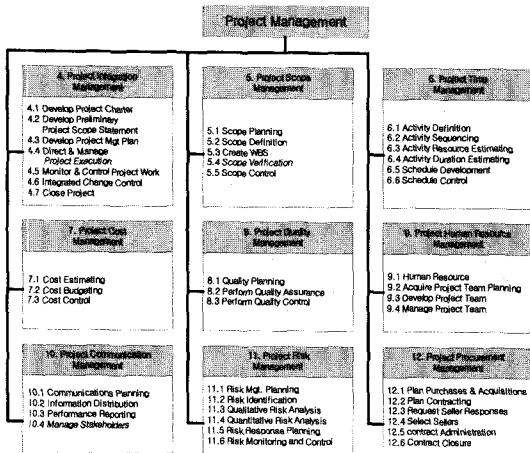 Project Management
4. Project Integration
Management
4.1 Develop Project Charter
4.2 Develop Preliminary
Project Scope Statement
4.3 Develop Project Mgt Plan
4.4 Direct & Manage
Project Execution
4.5 Monitor & Control Project Work
4.6 Integrated Change Control
4.7 Close Project
5. Project Scope
Management
5.1 Scope Planning
5.2 Scope Definition
5.3 Create WBS
5.4 Scope Verification
5.5 Scope Control
6. Project Time
Management
6.1 Activity Definition
6.2 Activity Sequencing
6.3 Activity Resource Estimating
6.4 Activity Duration Estimating
6.5 Schedule Development
6.6 Schedule Control
7. Project Cost
Management
7.1 Cost Estimating
7.2 Cost Budgeting
7.3 Cost Control
8. Project Quality
Management
8.1 Quality Planning
8.2 Perform Quality Assurance
8.3 Perform Quality Control
9. Project Human Resource
Management
9.1 Human Resource
9.2 Acquire Project Team Planning
9.3 Develop Project Team
9.4 Manage Project Team
10. Project Communication
Management
10.1 Communications Planning
10.2 Information Distribution
10.3 Performance Reporting
10.4 Manage Stakeholders
11. Project Risk
Management
11.1 Risk Mgt. Planning
11.2 Risk Identification
11.3 Qualitative Risk Analysis
11.4 Quantitative Risk Analysis
11.5 Risk Response Planning
11.6 Risk Monitoring and Control
12. Project Procurement
Management
12.1 Plan Purchases & Acquisitions
12.2 Plan Contracting
12.3 Request Seller Responses
12.4 Select Sellers
12.5 contract Administration
12.6 Contract Closure